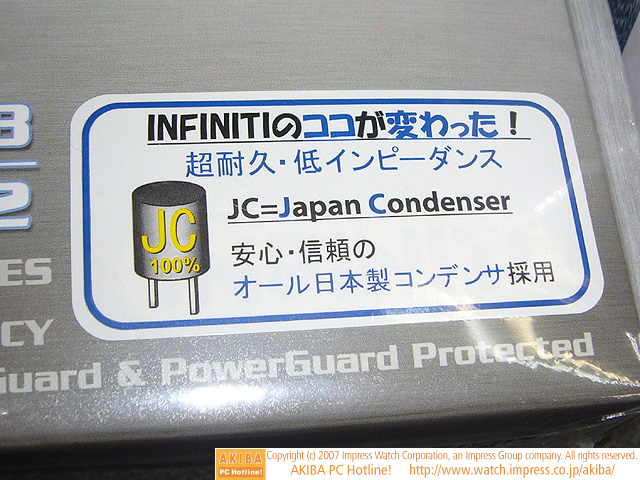 INFINITIのココが変わった！
超耐久・低インピーダンス
JC=Japan Condenser
JC
100%
安心・信頼の
オール日本製コンデンサ採用
2
ES
CY
Guard & PowerGuard Protected
AKIBA
PC Hotline!
Copyright (c) 2007 Impress Watch Corporation, an Impress Group company. All rights reserved.
AKIBA PC Hotline! http://www.watch.impress.co.jp/akiba/